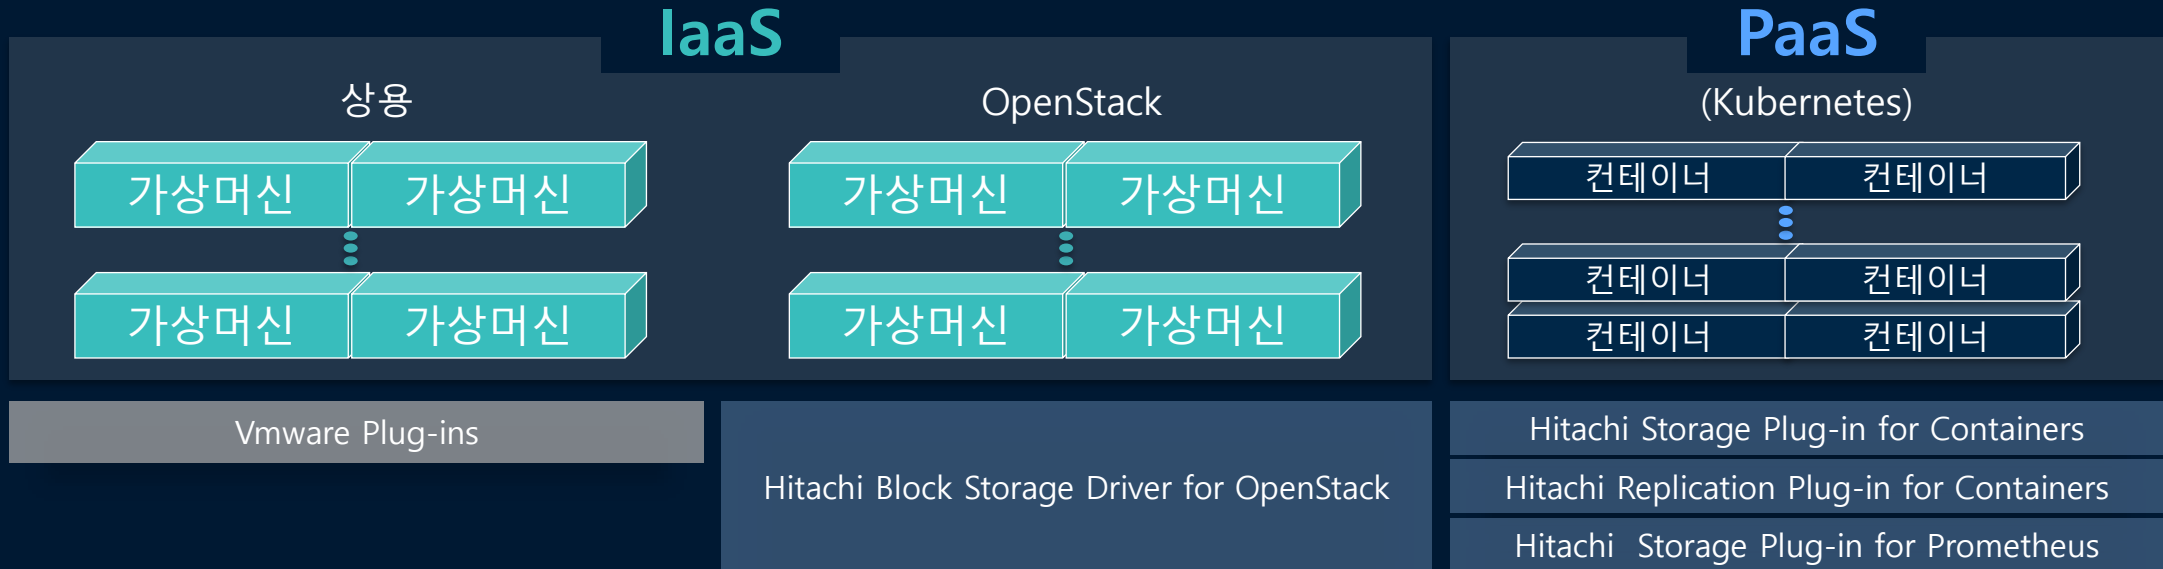 IaaS
상용
가상머신 가상머신
가상머신 가상머신
OpenStack
가상머신 가상머신
가상머신 가상머신
PaaS
(Kubernetes)
컨테이너 컨테이너
컨테이너 컨테이너
컨테이너 컨테이너
Vmware Plug-ins
Hitachi Block Storage Driver for OpenStack
Hitachi Storage Plug-in for Containers
Hitachi Replication Plug-in for Containers
Hitachi Storage Plug-in for Prometheus